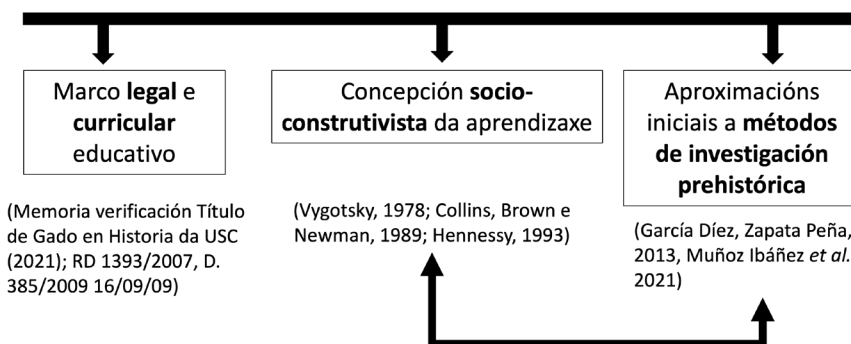 Marco legal e
curricular
educativo
Concepción socio-
construtivista da aprendizaxe
Aproximacións
iniciais a métodos
de investigación
prehistórica
(Memoria verificación Título
de Gado en Historia da USC
(2021); RD 1393/2007, D.
385/2009 16/09/09)
(Vygotsky, 1978; Collins, Brown e
Newman, 1989; Hennessy, 1993)
(García Díez, Zapata Peña,
2013, Muñoz Ibáñez et al.
2021)